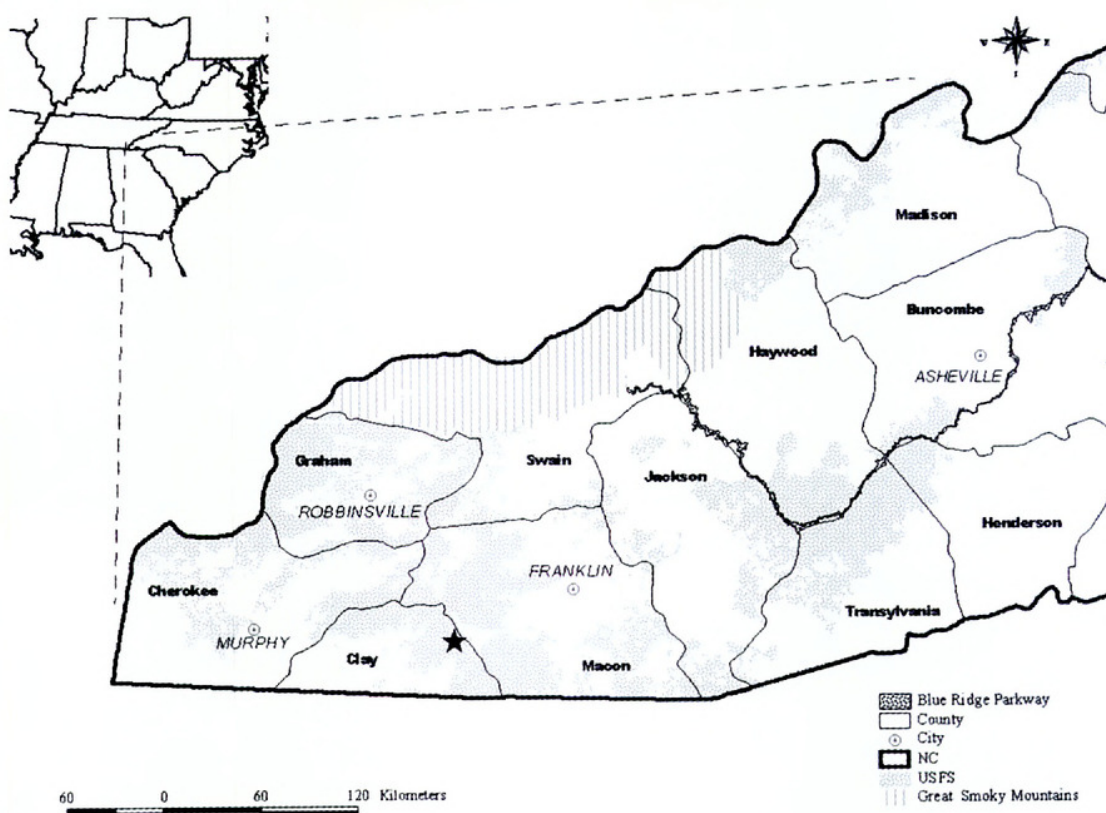 Madison
Buncombe
Haywood
ASHEVILLE
Graham
Swain
Jackson
ROBBINSVILLE
Henderson
FRANKLIN
Cherokee
Transylvania
MURPHY
Clay
Macon
Blue Ridge Parkway
County
City
NC
USFS
Great Smoky Mountains
60 0 60 120 Kilometers